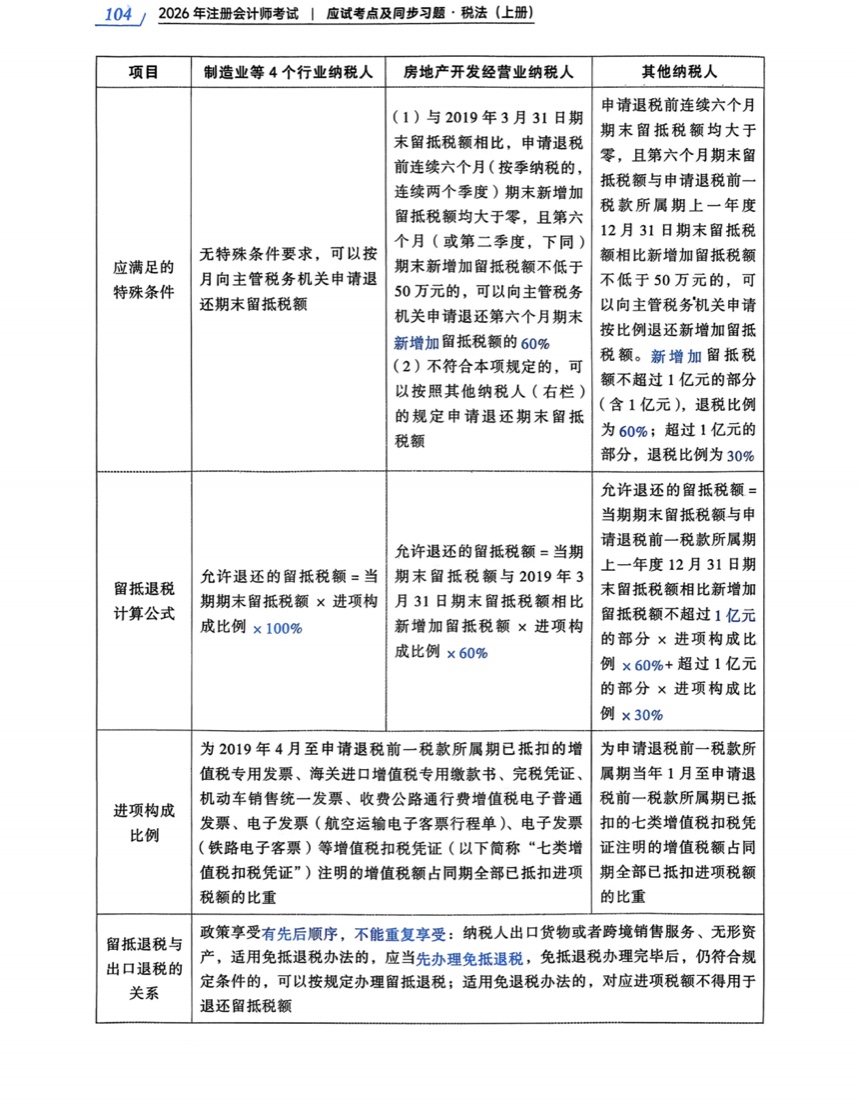 104 2026年注册会计师考试 | 应试考点及同步习题·税法(上册)
项目
制造业等4个行业纳税人
房地产开发经营业纳税人
其他纳税人
应满足的
特殊条件
无特殊条件要求,可以按
月向主管税务机关申请退
还期末留抵税额
(1)与2019年3月31日期
末留抵税额相比,申请退税
前连续六个月(按季纳税的,
连续两个季度)期末新增加
留抵税额均大于零,且第六
个月(或第二季度,下同)
期末新增加留抵税额不低于
50万元的,可以向主管税务
机关申请退还第六个月期末
新增加留抵税额的60%
(2)不符合本项规定的,可
以按照其他纳税人(右栏)
的规定申请退还期末留抵
税额
申请退税前连续六个月
期末留抵税额均大于
零,且第六个月期末留
抵税额与申请退税前一
税款所属期上一年度
12月31日期末留抵税
额相比新增加留抵税额
不低于50万元的,可
以向主管税务机关申请
按比例退还新增加留抵
税额。新增加留抵税
额不超过1亿元的部分
(含1亿元),退税比例
为60%;超过1亿元的
部分,退税比例为30%
留抵退税
计算公式
允许退还的留抵税额=当
期期末留抵税额×进项构
成比例×100%
允许退还的留抵税额=当期
期末留抵税额与2019年3
月31日期末留抵税额相比
新增加留抵税额×进项构
成比例×60%
允许退还的留抵税额=
当期期末留抵税额与申
请退税前一税款所属期
上一年度12月31日期
末留抵税额相比新增加
留抵税额不超过1亿元
的部分×进项构成比
例×60%+超过1亿元
的部分×进项构成比
例×30%
进项构成
比例
为2019年4月至申请退税前一税款所属期已抵扣的增
值税专用发票、海关进口增值税专用缴款书、完税凭证、
机动车销售统一发票、收费公路通行费增值税电子普通
发票、电子发票(航空运输电子客票行程单)、电子发票
(铁路电子客票)等增值税扣税凭证(以下简称“七类增
值税扣税凭证”)注明的增值税额占同期全部已抵扣进项
税额的比重
为申请退税前一税款所
属期当年1月至申请退
税前一税款所属期已抵
扣的七类增值税扣税凭
证注明的增值税额占同
期全部已抵扣进项税额
的比重
留抵退税与
出口退税的
关系
政策享受有先后顺序,不能重复享受:纳税人出口货物或者跨境销售服务、无形资
产,适用免抵退税办法的,应当先办理免抵退税,免抵退税办理完毕后,仍符合规
定条件的,可以按规定办理留抵退税;适用免退税办法的,对应进项税额不得用于
退还留抵税额